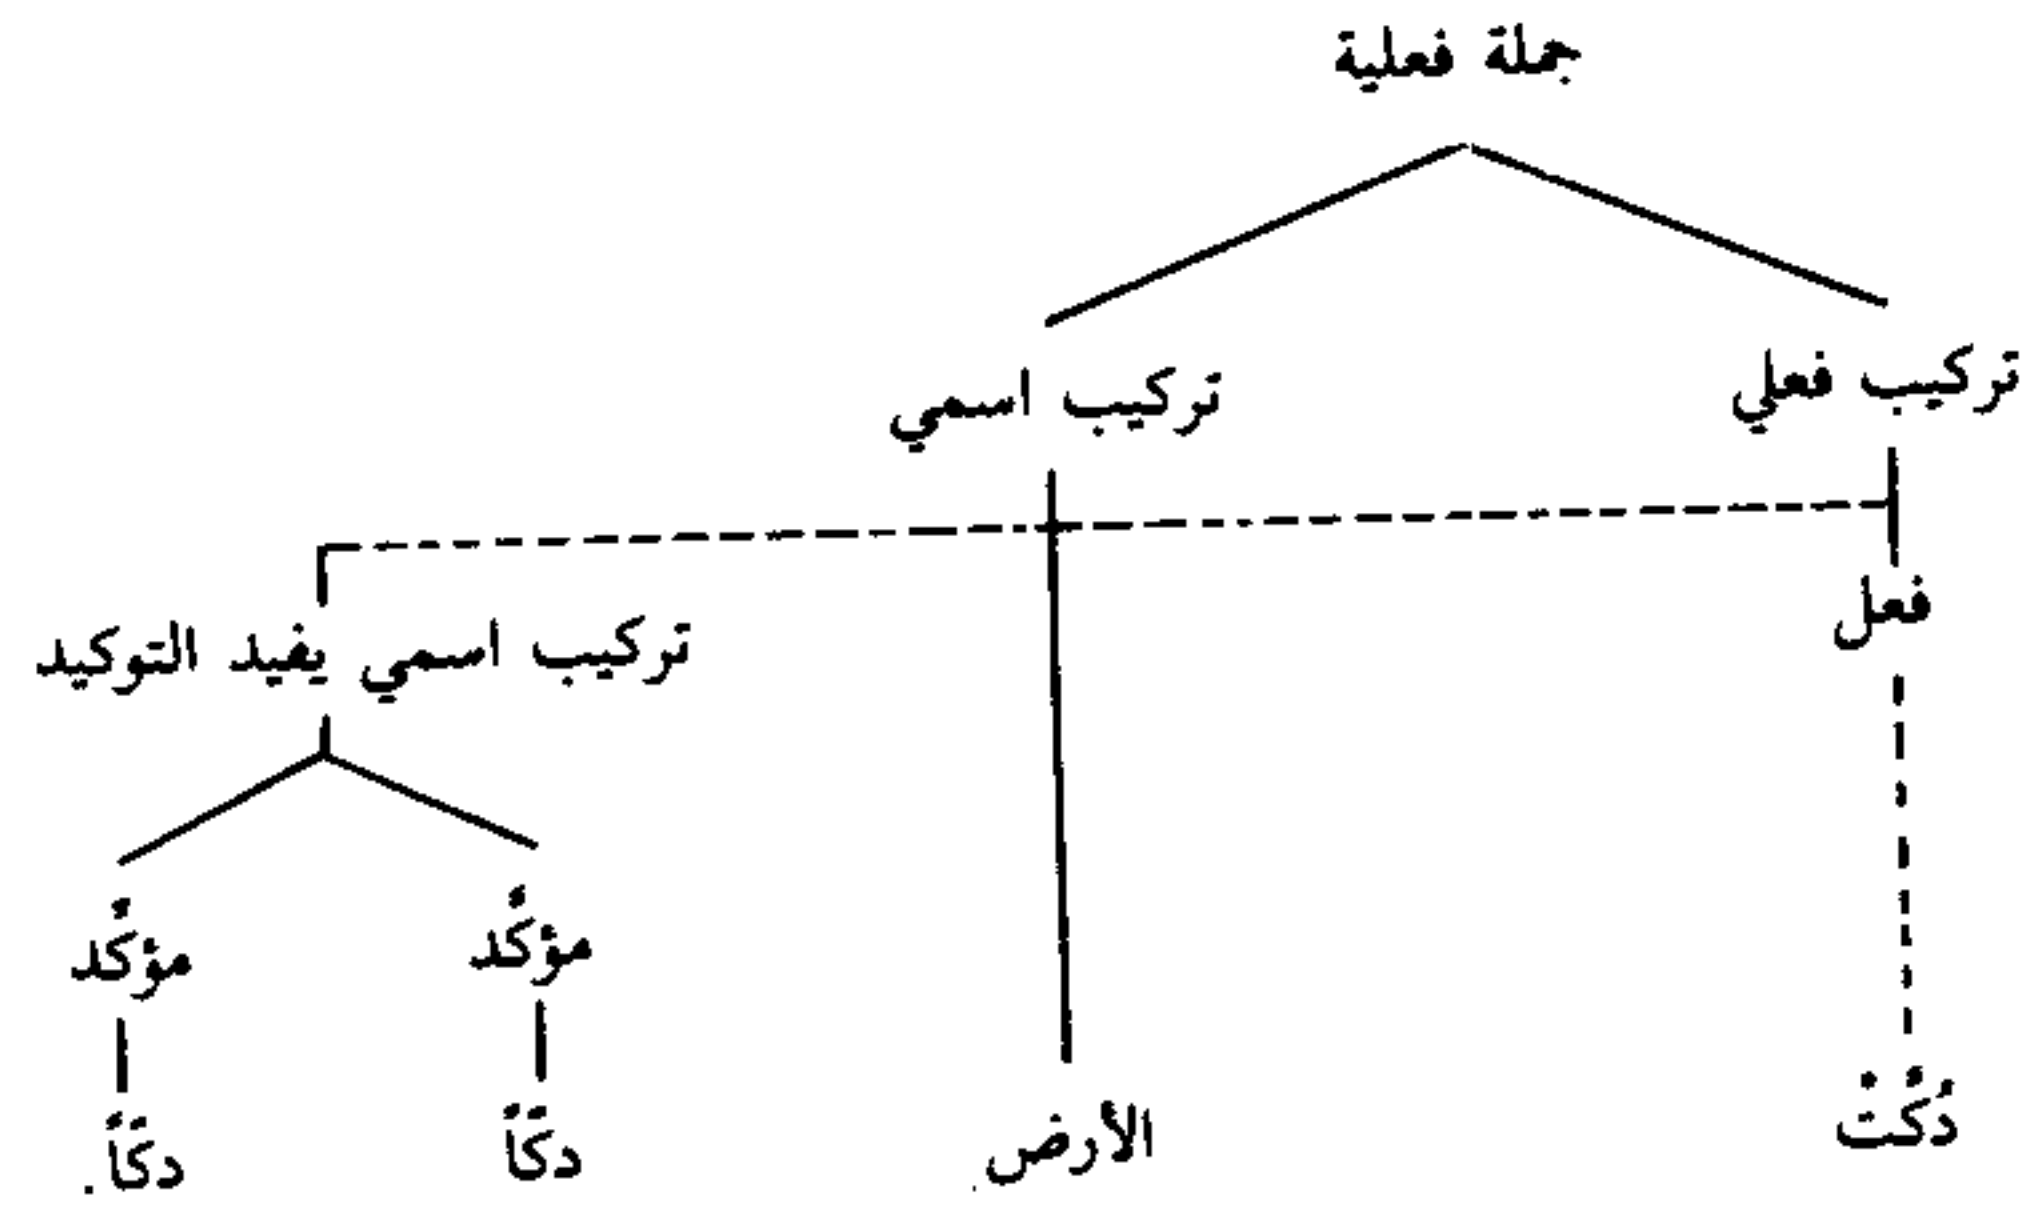 جملة فعلية
تركيب فعلي
تركيب اسمي
فعل
تركيب اسمي يفيد التوكيد
مؤكَّد
مؤكَّد
دُكَّتْ
الأرض
دكّاً
دكّاً.